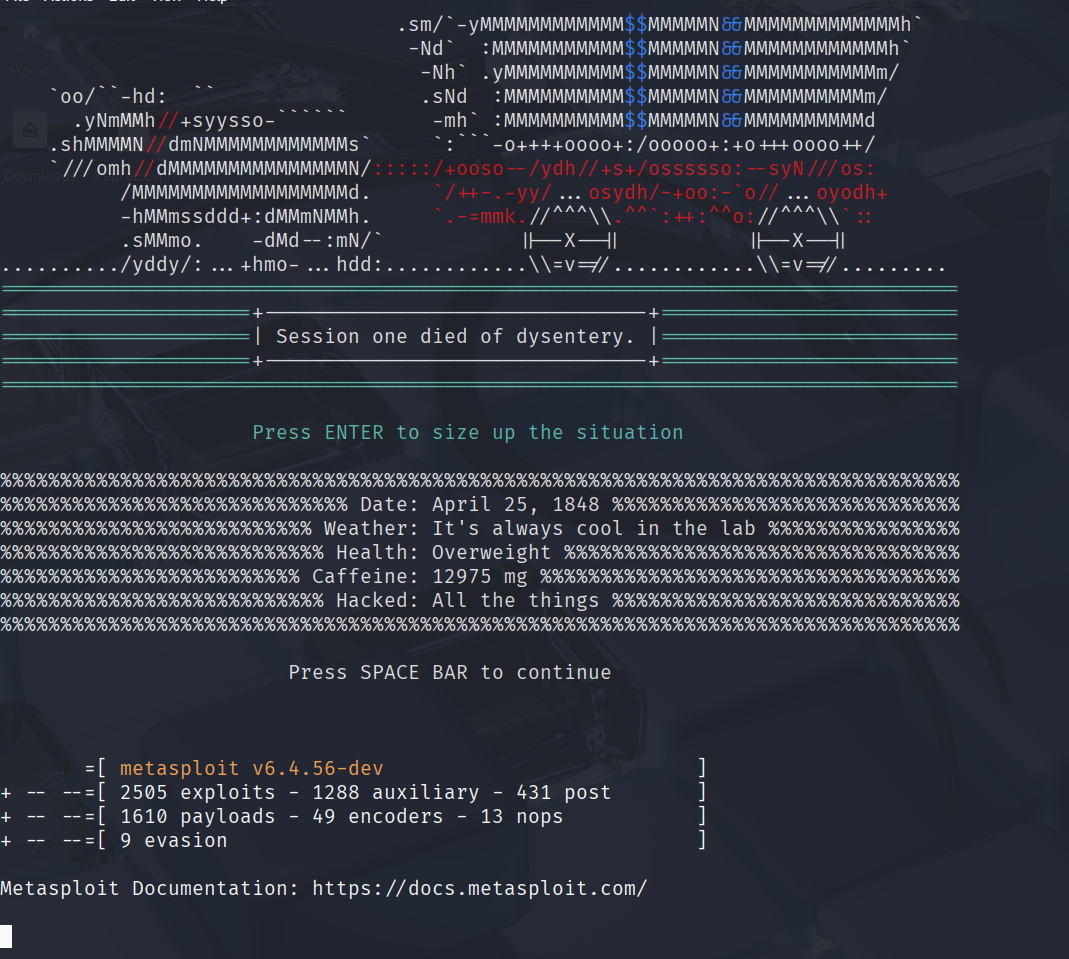 .sm/`-yMMMMMMMMMMMM$$MMMMMN&&MMMMMMMMMMMMMh`
-Nd`  :MMMMMMMMMMM$$MMMMMN&&MMMMMMMMMMMMh`
-Nh` .yMMMMMMMMMM$$MMMMMN&&MMMMMMMMMMMm/
`oo/``-hd:  ``                 .sNd  :MMMMMMMMMM$$MMMMMN&&MMMMMMMMMMm/
.yNmMMh//+syysso-``````       -mh` :MMMMMMMMMM$$MMMMMN&&MMMMMMMMMMd
.shMMMMN//dmNMMMMMMMMMMMMs`     `:```-o++++oooo+:/ooooo+:+o+++oooo++/
`///omh//dMMMMMMMMMMMMMMMN/:::::/+ooso--/ydh//+s+/ossssso:--syN///os:
/MMMMMMMMMMMMMMMMMMd.     `/++-.-yy/...osydh/-+oo:-`o//...oyodh+
-hMMmssddd+:dMMmNMMh.     `.-=mmk.//^^^\\.^^`:++:^^o://^^^\\`::
.sMMmo.    -dMd--:mN/`           ||--X--||          ||--X--||
........../yddy/:...+hmo-...hdd:............\\=v=//............\\=v=//.........
Session one died of dysentery.
Press ENTER to size up the situation
%%%%%%%%%%%%%%%%%%%%%%%%%%%%%%%%%%%%%%%%%%%%%%%%%%%%%%%%%%%%%%%%%%%%%%%%%%%%%%
%%%%%%%%%%%%%%%%%%%%%%%%%%%%% Date: April 25, 1848 %%%%%%%%%%%%%%%%%%%%%%%%%%%%%
%%%%%%%%%%%%%%%%%%%%%%%%%% Weather: It's always cool in the lab %%%%%%%%%%%%%%%%
%%%%%%%%%%%%%%%%%%%%%%%%%%% Health: Overweight %%%%%%%%%%%%%%%%%%%%%%%%%%%%%%%%%
%%%%%%%%%%%%%%%%%%%%%%%%% Caffeine: 12975 mg %%%%%%%%%%%%%%%%%%%%%%%%%%%%%%%%%%%
%%%%%%%%%%%%%%%%%%%%%%%%%%% Hacked: All the things %%%%%%%%%%%%%%%%%%%%%%%%%%%%%
%%%%%%%%%%%%%%%%%%%%%%%%%%%%%%%%%%%%%%%%%%%%%%%%%%%%%%%%%%%%%%%%%%%%%%%%%%%%%%
Press SPACE BAR to continue
=[ metasploit v6.4.56-dev                          ]
+ -- --=[ 2505 exploits - 1288 auxiliary - 431 post       ]
+ -- --=[ 1610 payloads - 49 encoders - 13 nops           ]
+ -- --=[ 9 evasion                                       ]
Metasploit Documentation: https://docs.metasploit.com/